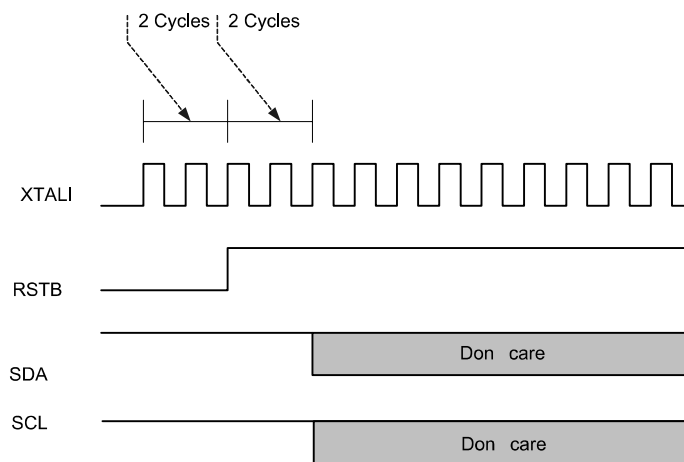 2 Cycles 2 Cycles
XTALI
RSTB
Don care
SDA
SCL
Don care